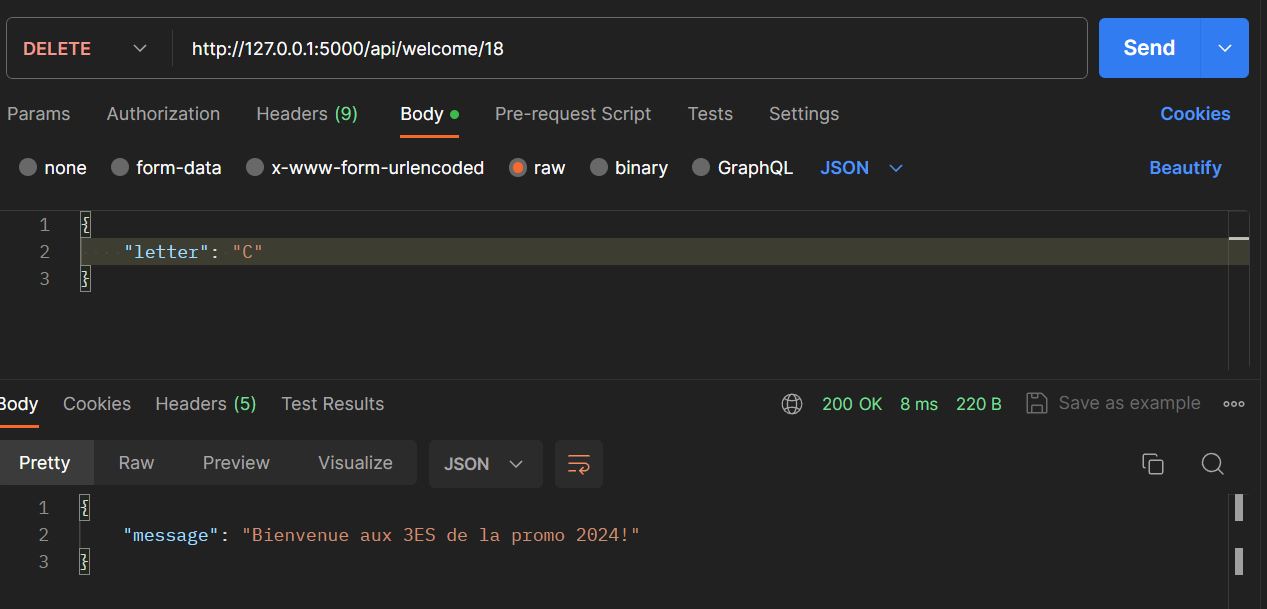 DELETE http://127.0.0.1:5000/api/welcome/18 Send
Params Authorization Headers (9) Body Pre-request Script Tests Settings Cookies
none form-data x-www-form-urlencoded raw binary GraphQL JSON Beautify
1 {
2 "letter": "C"
3 }
Body Cookies Headers (5) Test Results 200 OK 8 ms 220 B Save as example
Pretty Raw Preview Visualize JSON
1 {
2 "message": "Bienvenue aux 3ES de la promo 2024!"
3 }